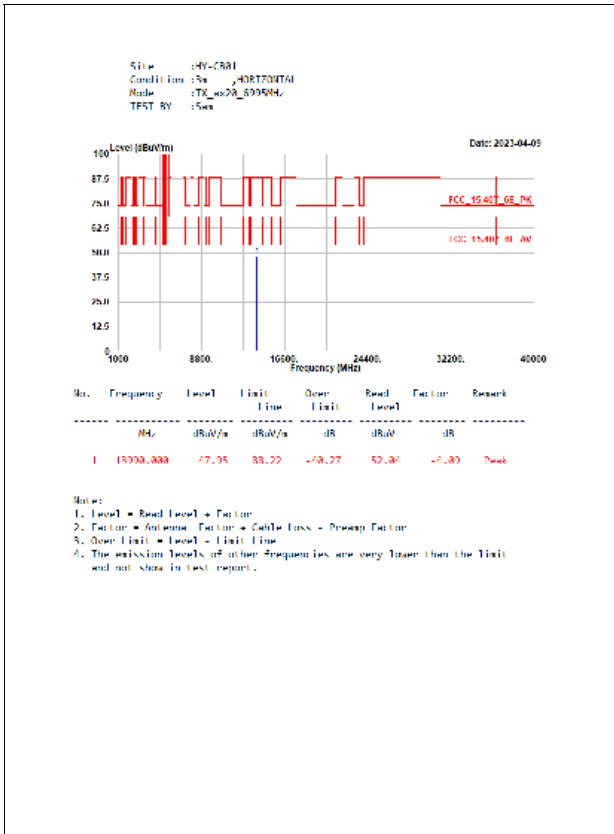 Site :HY-CB01
Condition :3m ,HORIZONTAL
Mode :TX_ax20_6995MHz
TEST BY :Sam
Level (dBuV/m)
Date: 2023-04-09
100
87.5
75.0
62.5
50.0
37.5
25.0
12.5
0
FCC_15.407_6E_PK
FCC_15.407_6E_AV
1000 8800. 16600. 24400. 32200. 40000
Frequency (MHz)
No. Frequency Level Limit Over Read Factor Remark
Line Limit Level
MHz dBuV/m dBuV/m dB dBuV dB
1 13990.000 47.95 88.22 -40.27 52.04 -4.09 Peak
Note:
1. Level = Read Level + Factor
2. Factor = Antenna Factor + Cable Loss - Preamp Factor
3. Over Limit = Level - Limit Line
4. The emission levels of other frequencies are very lower than the limit
and not show in test report.